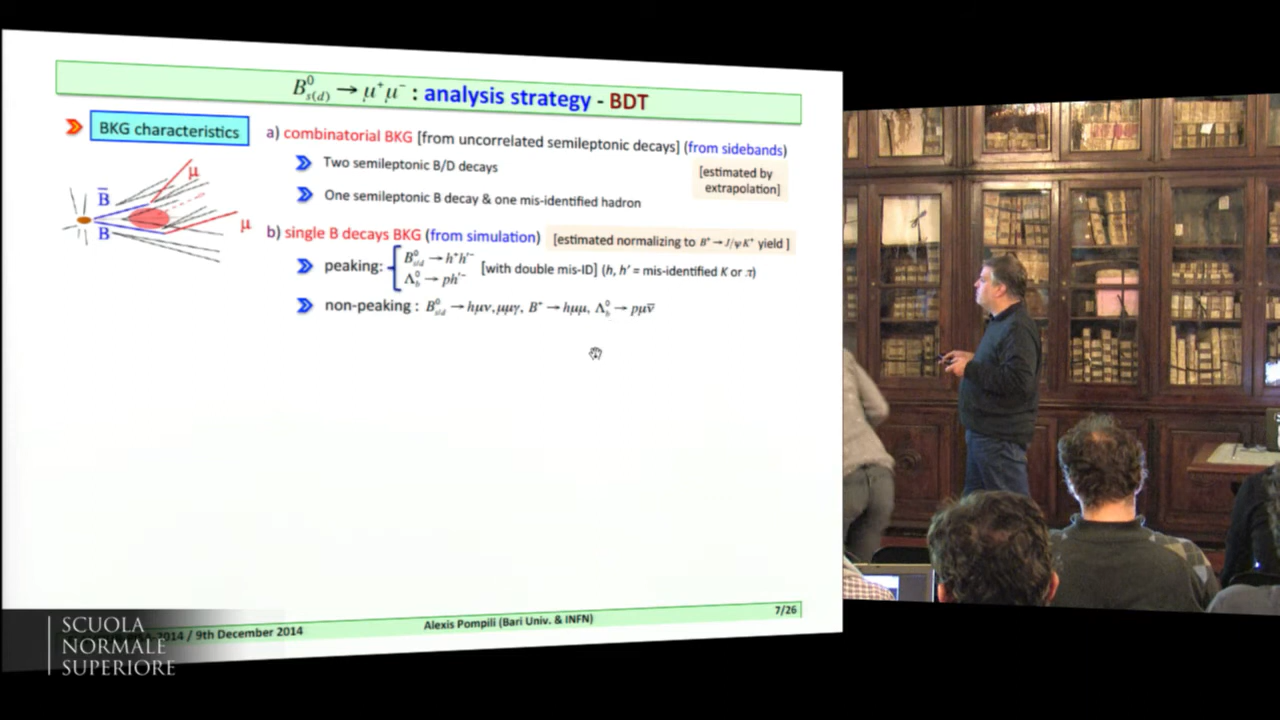 B⁰s(d) → μ⁺μ⁻ : analysis strategy - BDT
BKG characteristics
a) combinatorial BKG [from uncorrelated semileptonic decays] (from sidebands)
Two semileptonic B/D decays
[estimated by
extrapolation]
One semileptonic B decay & one mis-identified hadron
μ
B̅
B
μ
b) single B decays BKG (from simulation) [estimated normalizing to B⁺ → J/ψ K⁺ yield ]
peaking: B⁰s/d → h⁺h'⁻
Λ⁰b → ph'⁻
[with double mis-ID] (h, h' = mis-identified K or π)
non-peaking : B⁰s/d → hμν, μμγ, B⁺ → hμμ, Λ⁰b → pμν̅
2014 / 9th December 2014
Alexis Pompili (Bari Univ. & INFN)
7/26
SCUOLA
NORMALE
SUPERIORE